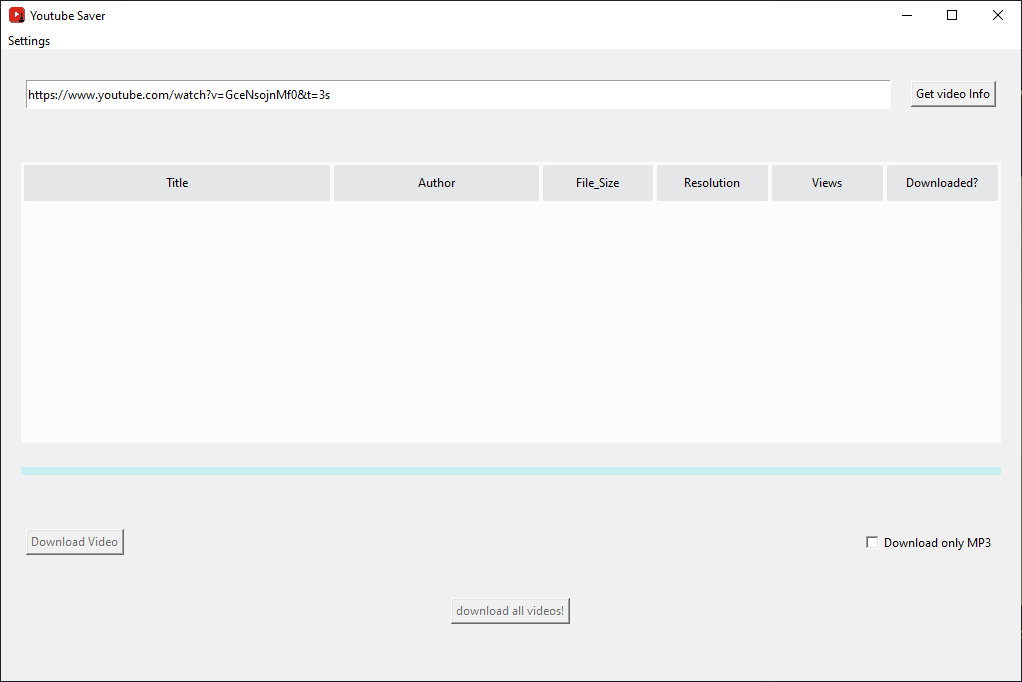 Youtube Saver
Settings
https://www.youtube.com/watch?v=GceNsojnMf0&t=3s
Get video Info
Title Author File_Size Resolution Views Downloaded?
Download Video
Download only MP3
download all videos!